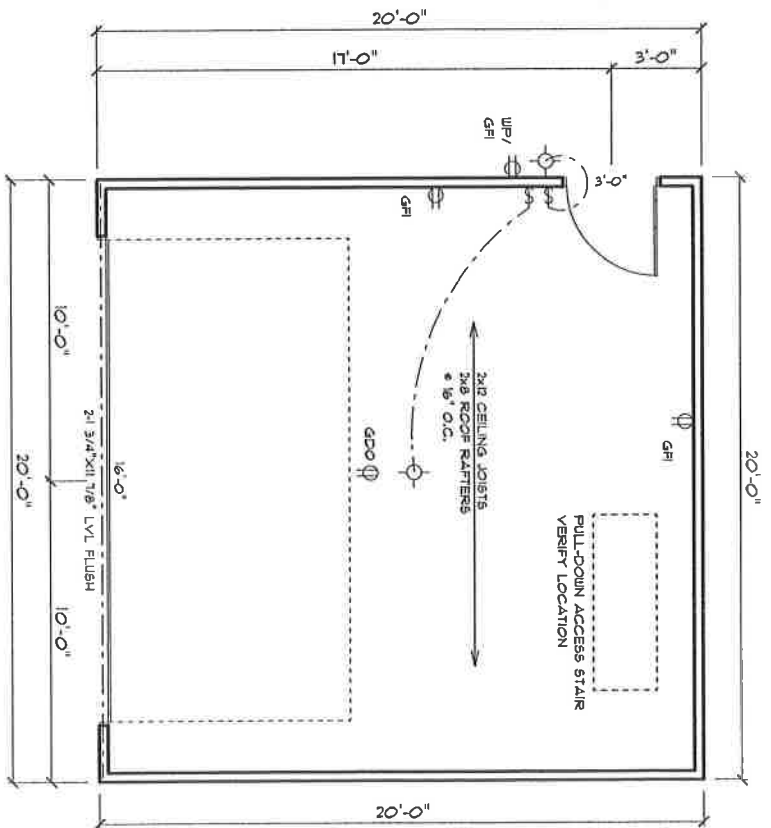 20'-0"
17'-0"
3'-0"
WP/
GFI
3'-0"
GFI
20'-0"
GFI
2x12 CEILING JOISTS
2x8 ROOF RAFTERS
@ 16" O.C.
PULL-DOWN ACCESS STAIR
VERIFY LOCATION
GDO
16'-0"
2-1 3/4"x11 7/8" LVL FLUSH
10'-0"
10'-0"
20'-0"
20'-0"